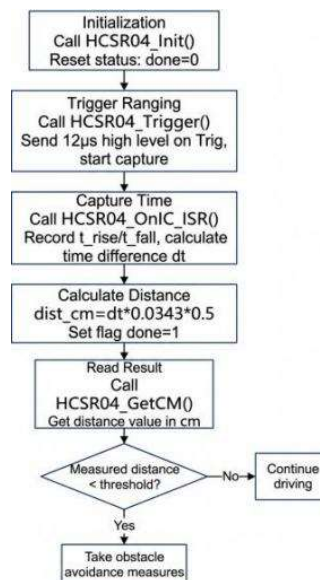 Initialization
Call HCSR04_Init()
Reset status: done=0
Trigger Ranging
Call HCSR04_Trigger()
Send 12μs high level on Trig,
start capture
Capture Time
Call HCSR04_OnIC_ISR()
Record t_rise/t_fall, calculate
time difference dt
Calculate Distance
dist_cm=dt*0.0343*0.5
Set flag done=1
Read Result
Call
HCSR04_GetCM()
Get distance value in cm
Measured distance
< threshold?
No
Continue
driving
Yes
Take obstacle
avoidance measures